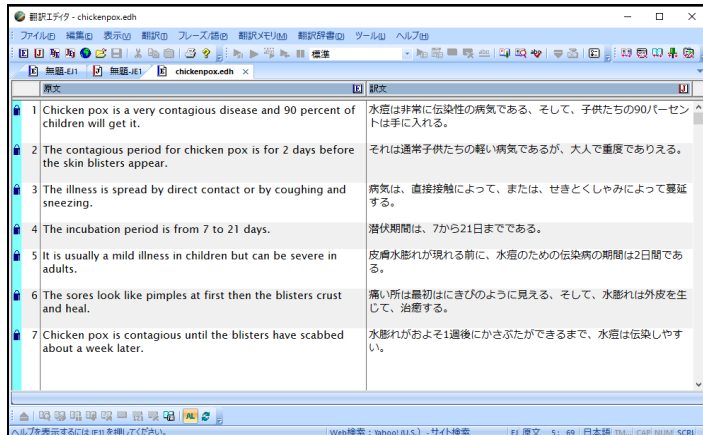 翻訳エディタ - chickenpox.edh
ファイル(F) 編集(E) 表示(V) 翻訳(T) フレーズ/語(P) 翻訳メモリ(M) 翻訳辞書(D) ツール(L) ヘルプ(H)
標準
無題-EJ1 無題-JE1 chickenpox.edh ×
原文 E 訳文 J
1 Chicken pox is a very contagious disease and 90 percent of 水痘は非常に伝染性の病気である、そして、子供たちの90パーセン
children will get it. トは手に入れる。
2 The contagious period for chicken pox is for 2 days before それは通常子供たちの軽い病気であるが、大人で重度でありえる。
the skin blisters appear.
3 The illness is spread by direct contact or by coughing and 病気は、直接接触によって、または、せきとくしゃみによって蔓延
sneezing. する。
4 The incubation period is from 7 to 21 days. 潜伏期間は、7から21日までである。
5 It is usually a mild illness in children but can be severe in 皮膚水膨れが現れる前に、水痘のための伝染病の期間は2日間であ
adults. る。
6 The sores look like pimples at first then the blisters crust 痛い所は最初はにきびのように見える、そして、水膨れは外皮を生
and heal. じて、治癒する。
7 Chicken pox is contagious until the blisters have scabbed 水膨れがおよそ1週後にかさぶたができるまで、水痘は伝染しやす
about a week later. い。
ヘルプを表示するには [F1] を押してください。 Web検索：Yahoo! (U.S.) - サイト検索 EJ 原文 5: 69 日本語 TM.. CAP NUM SCRL